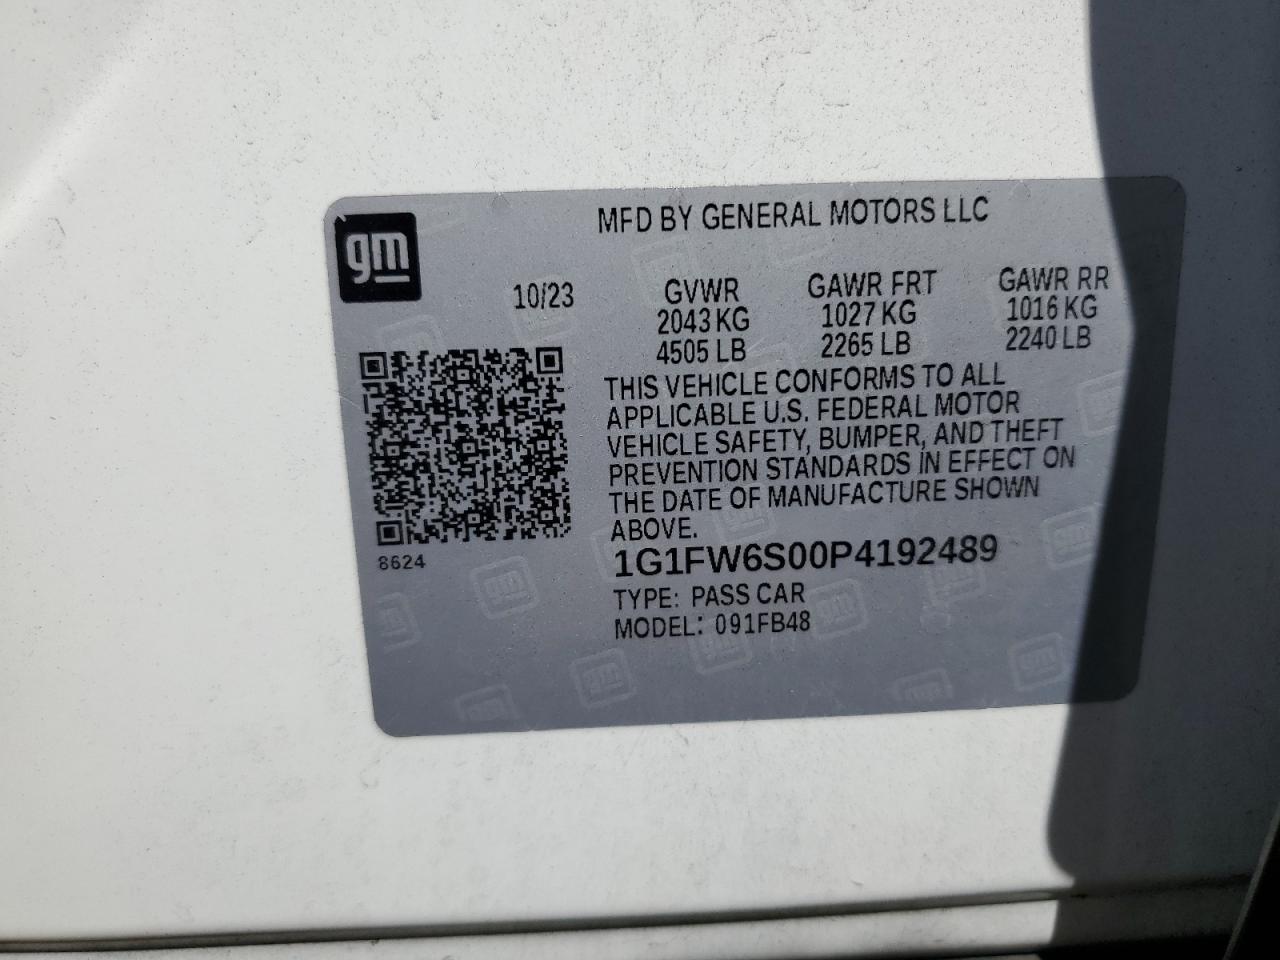 gm
MFD BY GENERAL MOTORS LLC
10/23
GVWR GAWR FRT GAWR RR
2043 KG 1027 KG 1016 KG
4505 LB 2265 LB 2240 LB
THIS VEHICLE CONFORMS TO ALL
APPLICABLE U.S. FEDERAL MOTOR
VEHICLE SAFETY, BUMPER, AND THEFT
PREVENTION STANDARDS IN EFFECT ON
THE DATE OF MANUFACTURE SHOWN
ABOVE.
8624
1G1FW6S00P4192489
TYPE: PASS CAR
MODEL: 091FB48